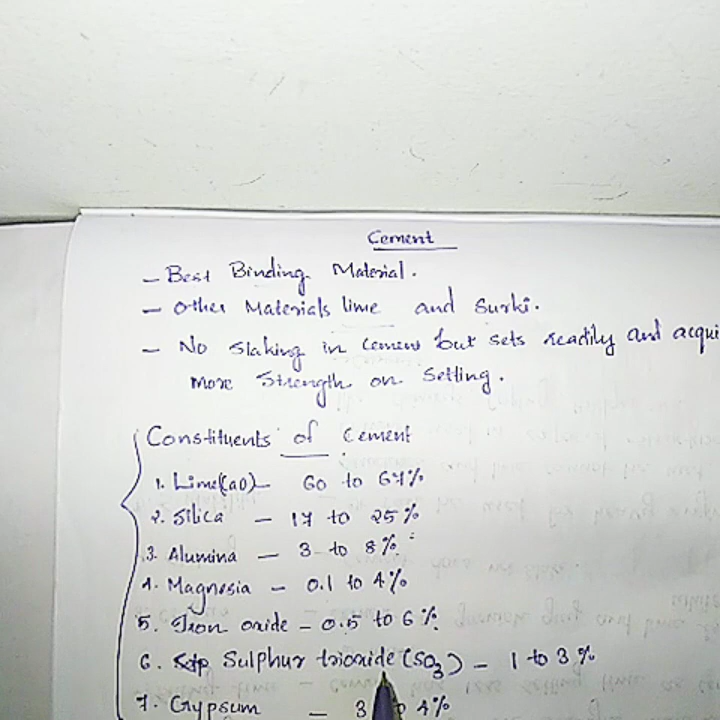 Cement
- Best Binding Material.
- Other Materials lime and Surki.
- No Slaking in Cement but sets readily and acqui
More Strength on Setting.
Constituents of Cement
1. Lime(CaO)- 60 to 67%
2. Silica - 17 to 25%
3. Alumina - 3 to 8%
4. Magnesia - 0.1 to 4%
5. Iron oxide - 0.5 to 6%
6. Sulphur trioxide (SO3) - 1 to 3%
7. Gypsum - 3 4%